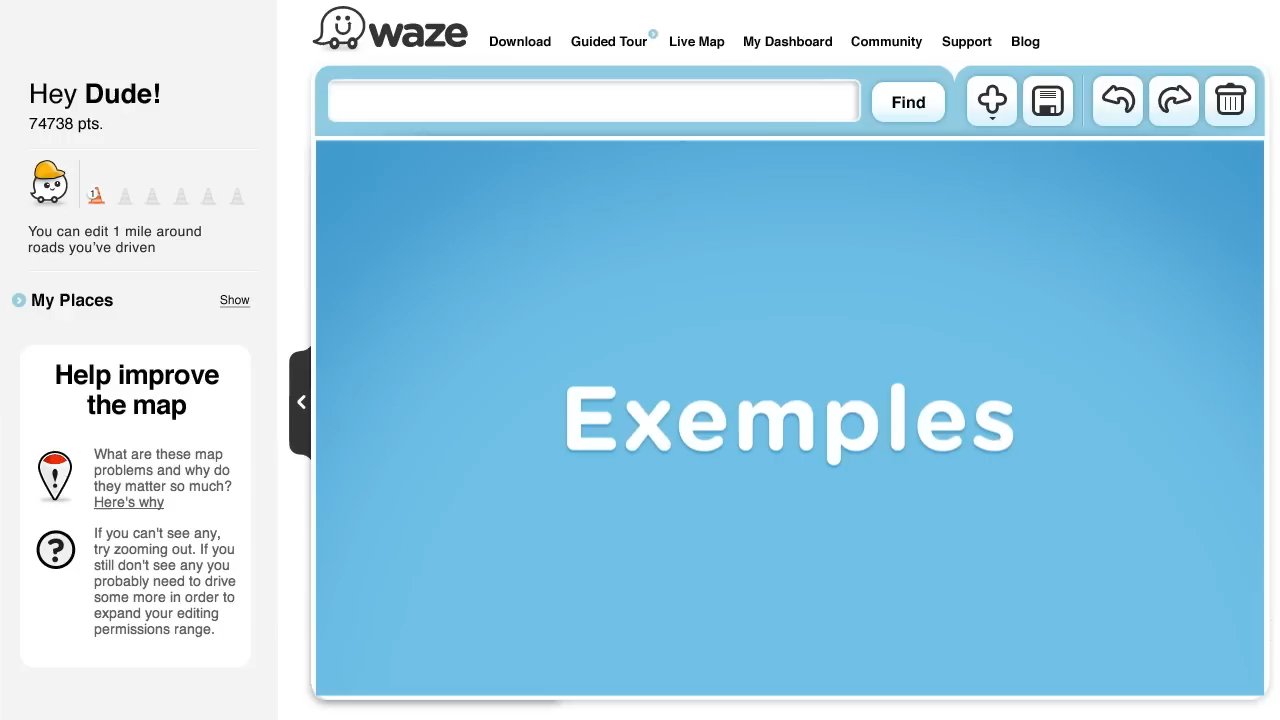 waze
Download Guided Tour Live Map My Dashboard Community Support Blog
Hey Dude!
74738 pts.
1
You can edit 1 mile around
roads you’ve driven
My Places Show
Help improve
the map
What are these map
problems and why do
they matter so much?
Here's why
If you can't see any,
try zooming out. If you
still don't see any you
probably need to drive
some more in order to
expand your editing
permissions range.
Find
Exemples